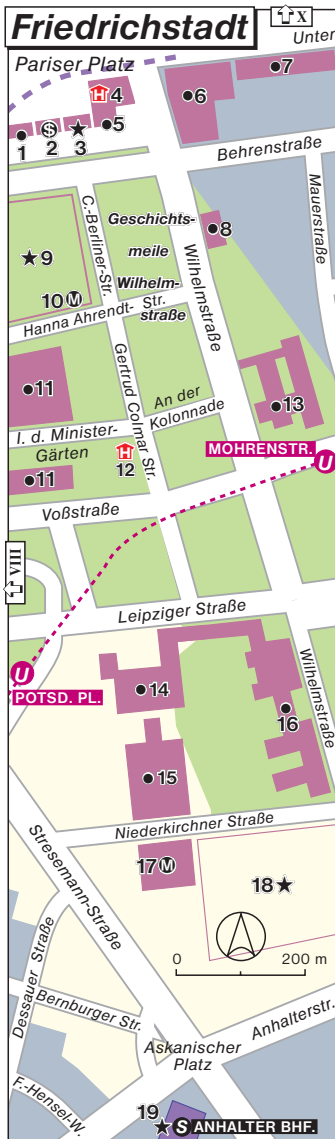 Friedrichstadt
X
Unter
Pariser Platz
H 4
7
6
1
S
2
3
5
Behrenstraße
C.-Berliner-Str.
Mauerstraße
Geschichts-
meile
Wilhelm-
straße
8
Wilhelmstraße
9
10 M
Hanna Ahrendt- Str.
11
Gertrud Colmar Str.
An der
Kolonnade
13
I. d. Minister-
Gärten
H
12
MOHRENSTR.
U
11
Voßstraße
VIII
Leipziger Straße
U
POTSD. PL.
14
16
Wilhelmstraße
15
Niederkirchner Straße
17 M
18
Stresemann-Straße
0 200 m
Dessauer Straße
Bernburger Str.
Anhalterstr.
Askanischer
Platz
F.-Hensel-W.
19 S ANHALTER BHF.